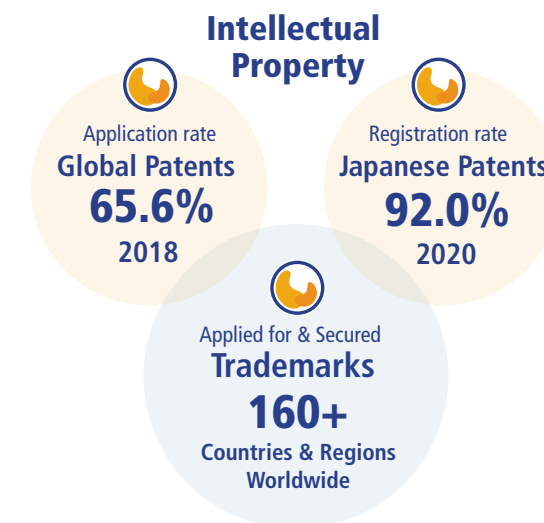 Intellectual
Property
Application rate
Global Patents
65.6%
2018
Registration rate
Japanese Patents
92.0%
2020
Applied for & Secured
Trademarks
160+
Countries & Regions
Worldwide